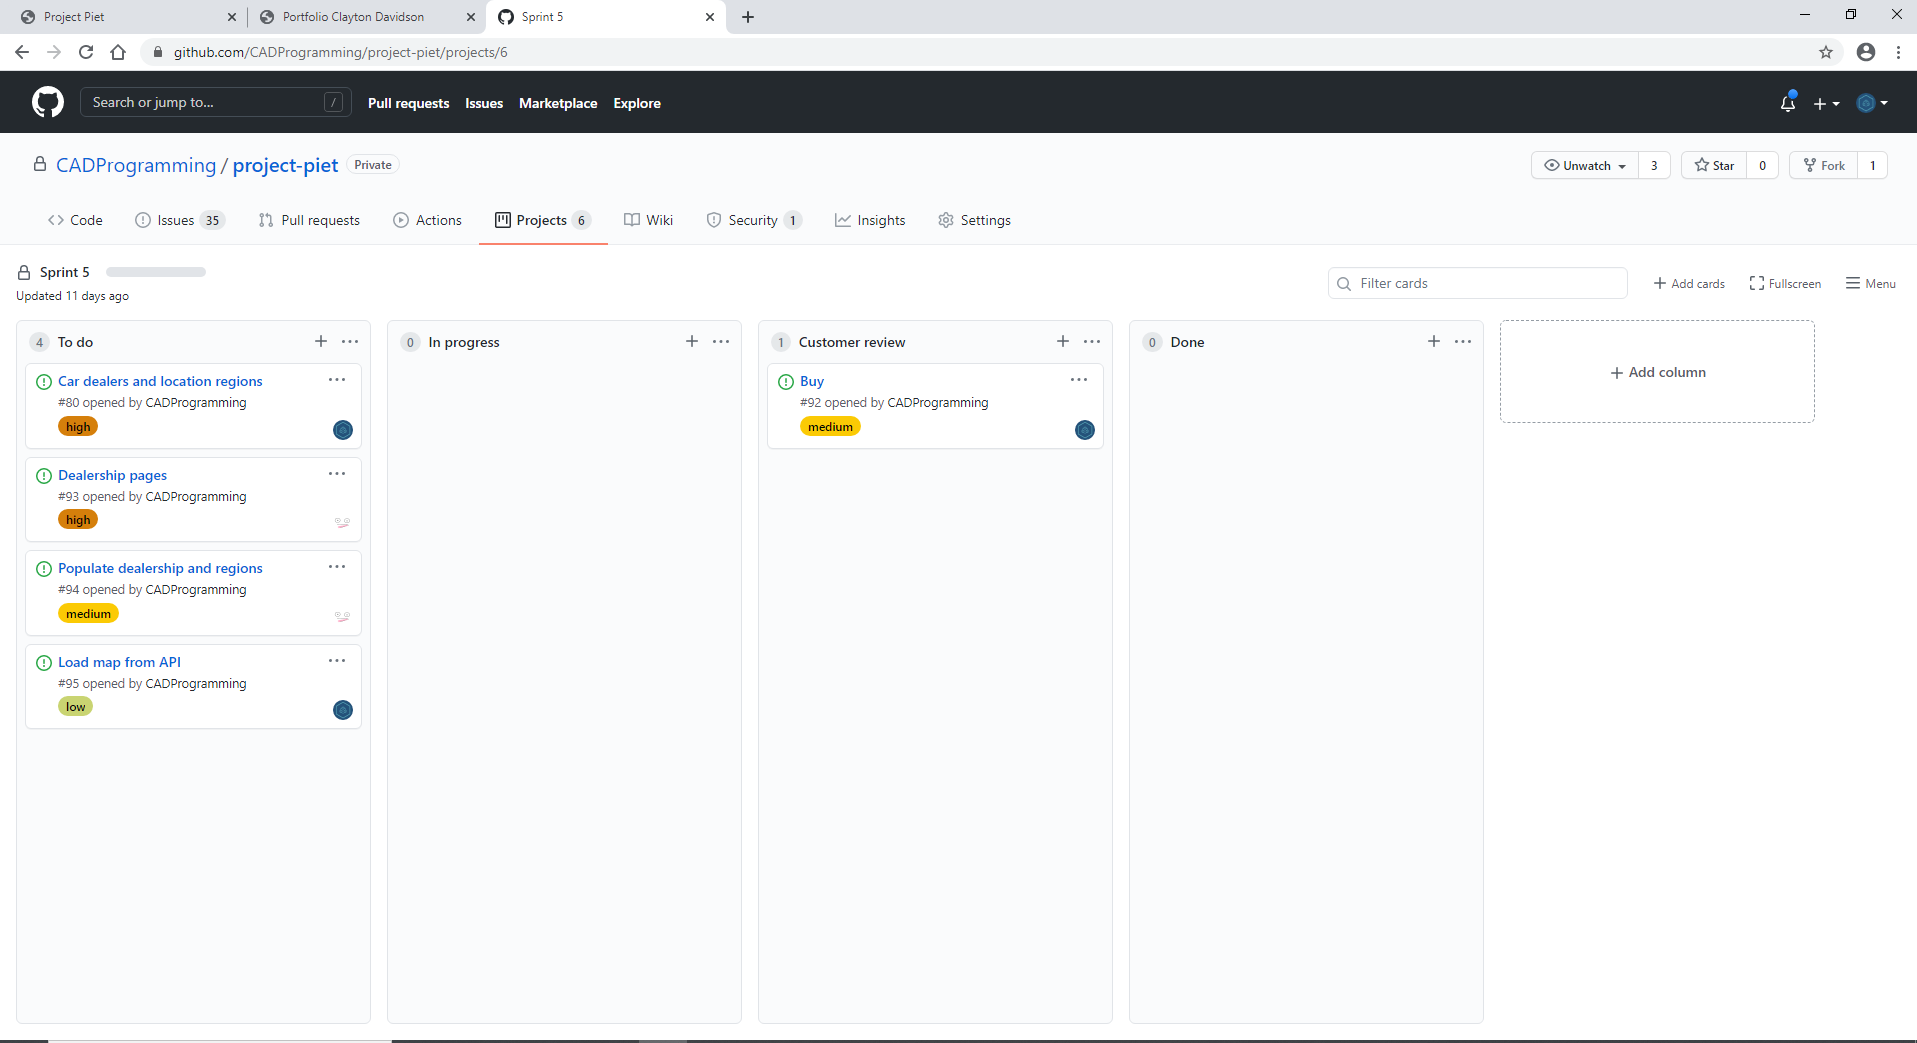 Project Piet
Portfolio Clayton Davidson
Sprint 5
github.com/CADProgramming/project-piet/projects/6
Search or jump to...
/
Pull requests
Issues
Marketplace
Explore
CADProgramming / project-piet
Private
Unwatch
3
Star
0
Fork
1
Code
Issues 35
Pull requests
Actions
Projects 6
Wiki
Security 1
Insights
Settings
Sprint 5
Updated 11 days ago
Filter cards
Add cards
Fullscreen
Menu
4 To do
Car dealers and location regions
#80 opened by CADProgramming
high
Dealership pages
#93 opened by CADProgramming
high
Populate dealership and regions
#94 opened by CADProgramming
medium
Load map from API
#95 opened by CADProgramming
low
0 In progress
1 Customer review
Buy
#92 opened by CADProgramming
medium
0 Done
Add column